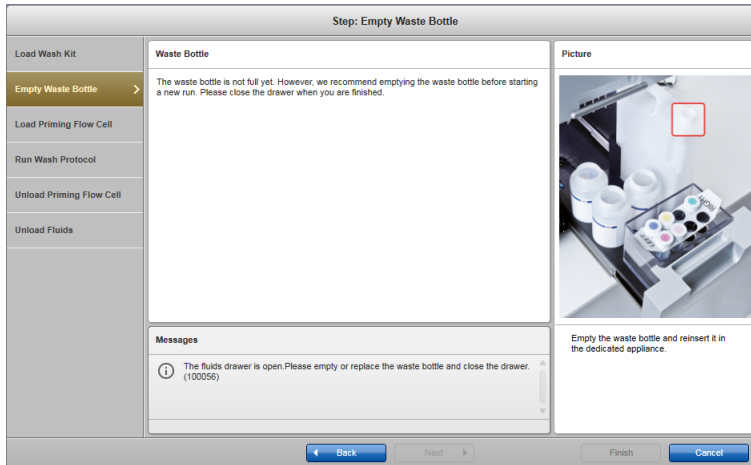 Step: Empty Waste Bottle
Load Wash Kit
Empty Waste Bottle
Load Priming Flow Cell
Run Wash Protocol
Unload Priming Flow Cell
Unload Fluids
Waste Bottle
The waste bottle is not full yet. However, we recommend emptying the waste bottle before starting
a new run. Please close the drawer when you are finished.
Messages
The fluids drawer is open.Please empty or replace the waste bottle and close the drawer.
(100056)
Picture
RIGHT
LEFT
Empty the waste bottle and reinsert it in
the dedicated appliance.
Back
Next
Finish
Cancel